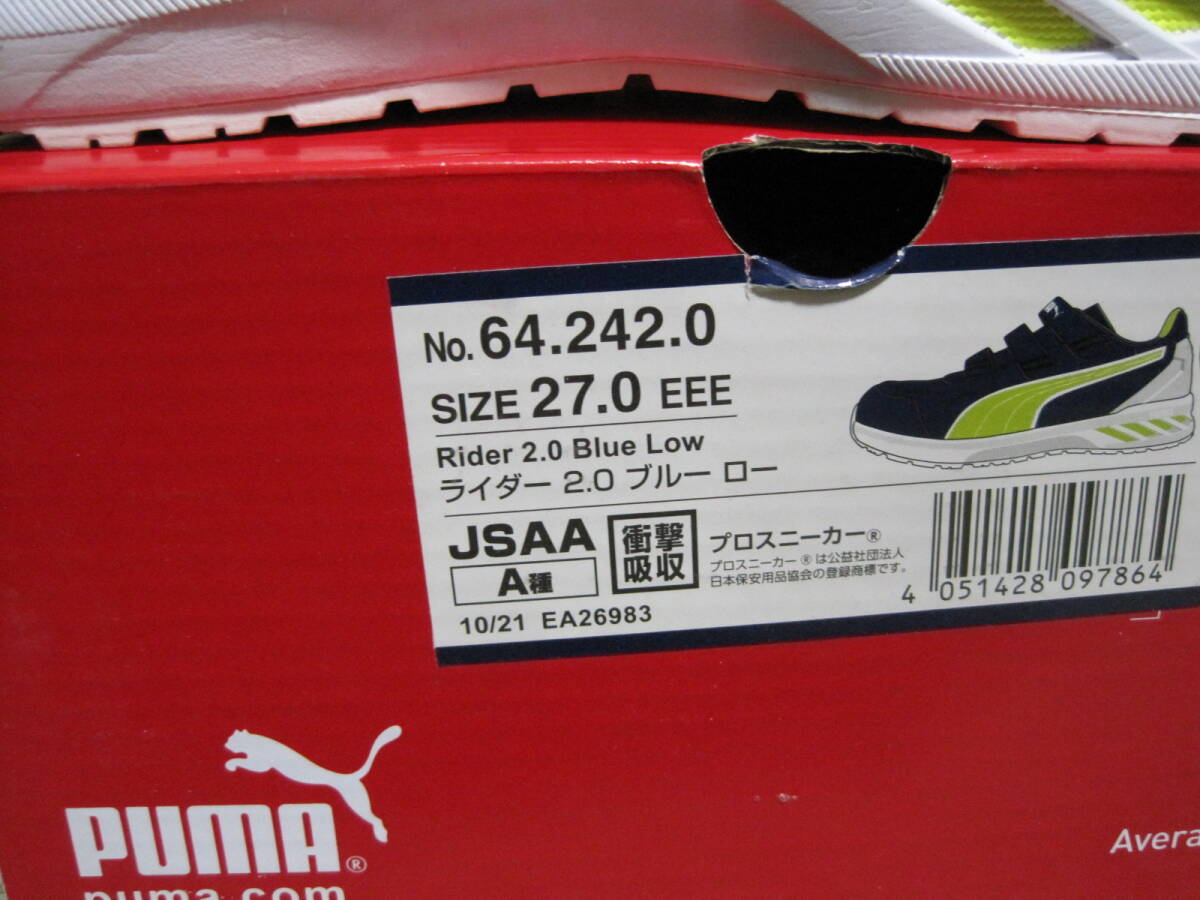 No. 64.242.0
SIZE 27.0 EEE
Rider 2.0 Blue Low
ライダー 2.0 ブルー ロー
JSAA
A種
衝撃
吸収
プロスニーカー®
プロスニーカー®は公益社団法人
日本保安用品協会の登録商標です。
10/21 EA26983
4 051428 097864
PUMA®
puma.com